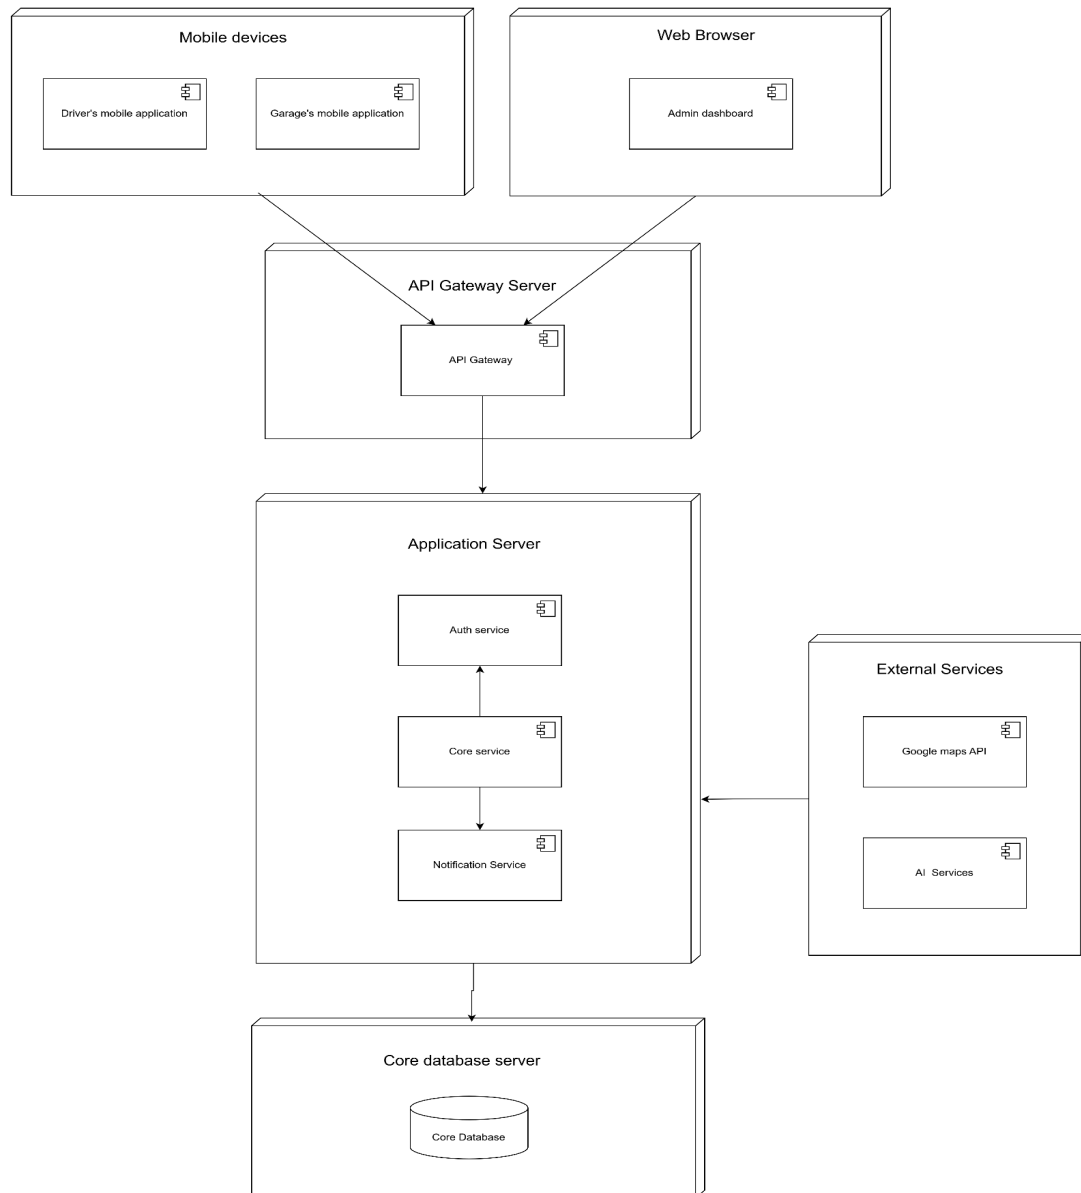 Mobile devices
Web Browser
Driver's mobile application
Garage's mobile application
Admin dashboard
API Gateway Server
API Gateway
Application Server
Auth service
External Services
Core service
Google maps API
Notification Service
AI  Services
Core database server
Core Database